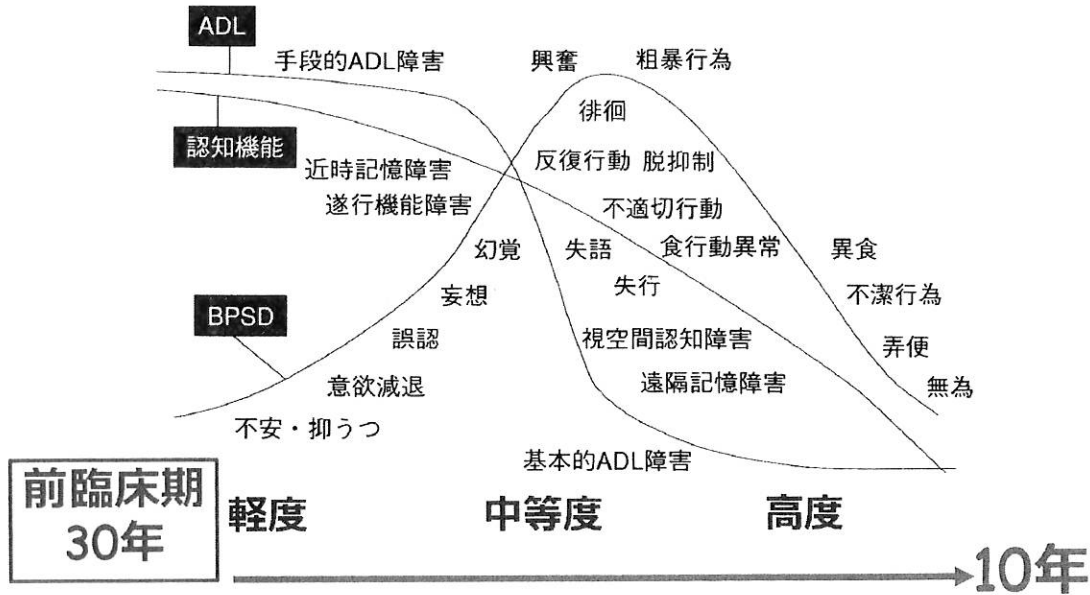 ADL
手段的ADL障害
興奮
粗暴行為
徘徊
認知機能
近時記憶障害
反復行動 脱抑制
遂行機能障害
不適切行動
幻覚
失語
食行動異常
異食
妄想
失行
不潔行為
BPSD
誤認
視空間認知障害
弄便
意欲減退
遠隔記憶障害
無為
不安・抑うつ
基本的ADL障害
前臨床期
30年
軽度
中等度
高度
10年